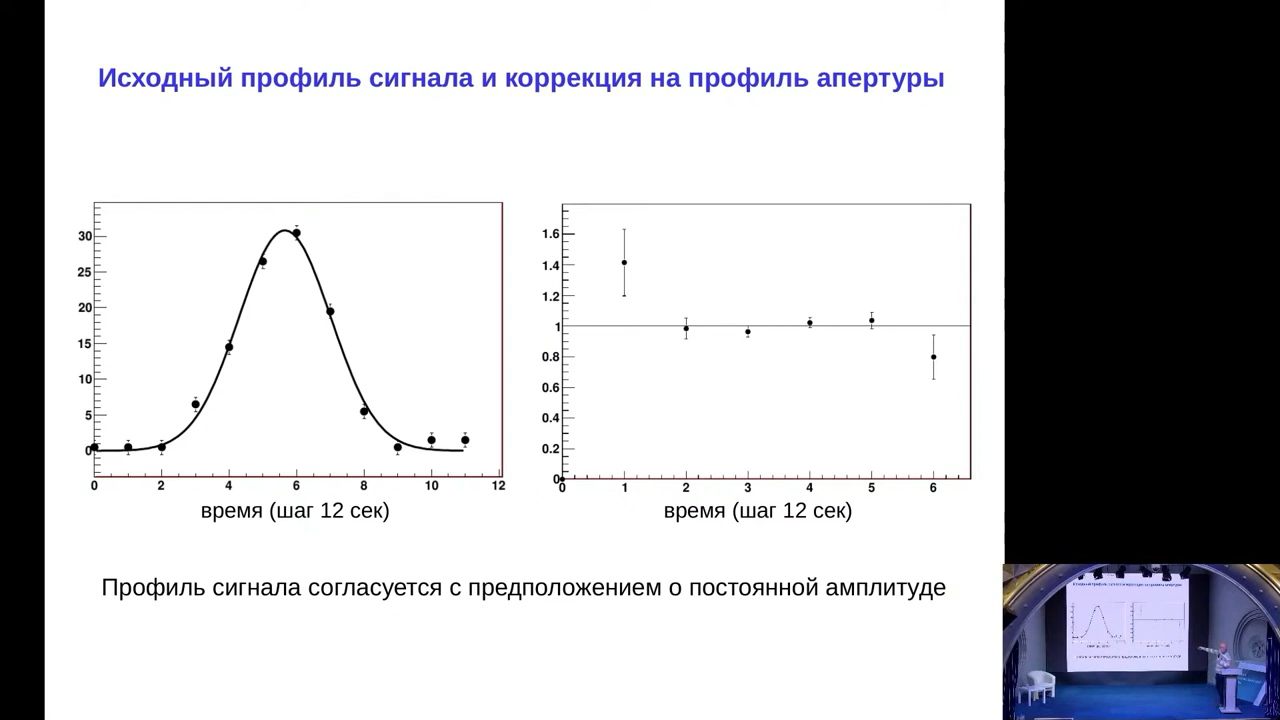 Исходный профиль сигнала и коррекция на профиль апертуры
30
25
20
15
10
5
0
0 2 4 6 8 10 12
время (шаг 12 сек)
1.6
1.4
1.2
1
0.8
0.6
0.4
0.2
0
0 1 2 3 4 5 6
время (шаг 12 сек)
Профиль сигнала согласуется с предположением о постоянной амплитуде